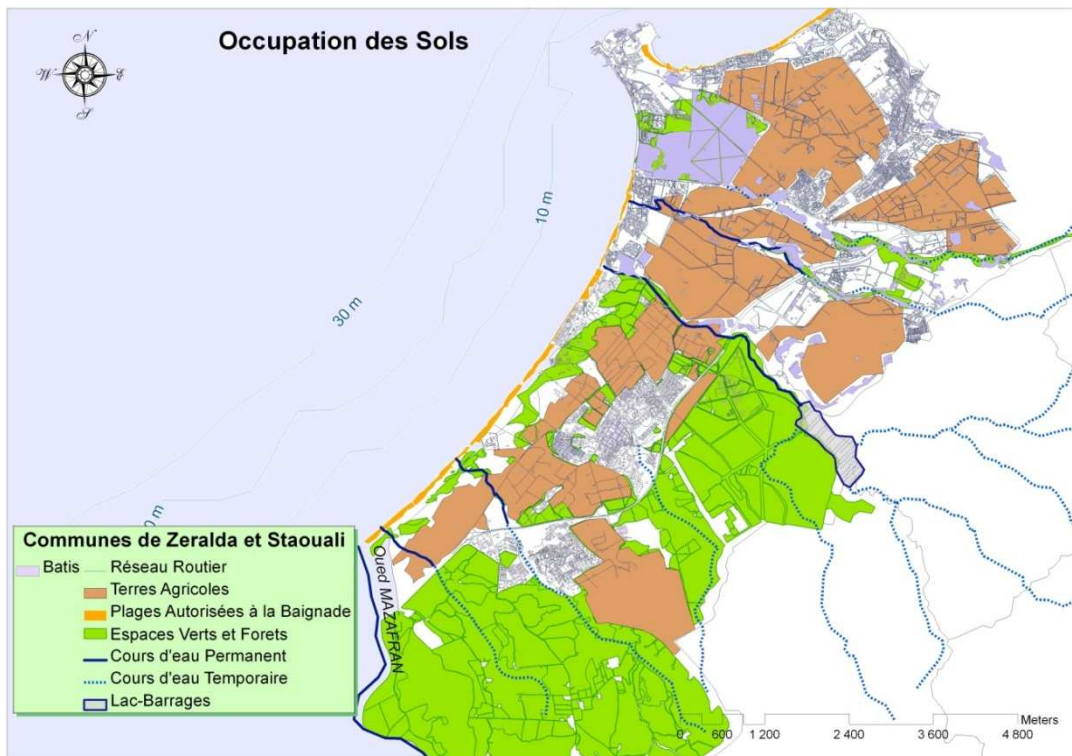 Occupation des Sols
N
W E
S
10 m
30 m
0 m
Oued MAZAFRAN
Communes de Zeralda et Staouali
Batis
Réseau Routier
Terres Agricoles
Plages Autorisées à la Baignade
Espaces Verts et Forets
Cours d'eau Permanent
Cours d'eau Temporaire
Lac-Barrages
Meters
0 600 1 200 2 400 3 600 4 800